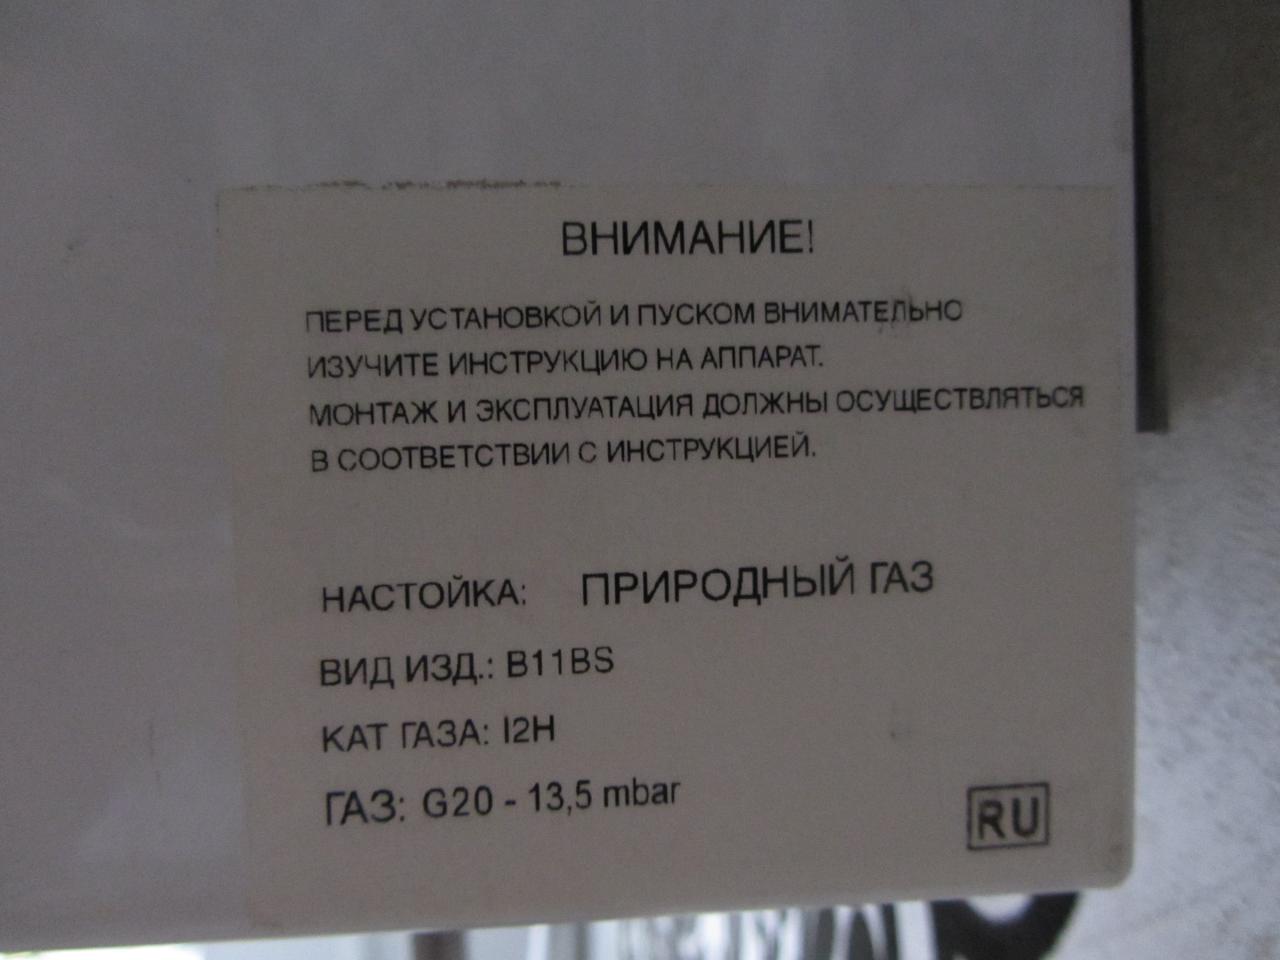 ВНИМАНИЕ!
ПЕРЕД УСТАНОВКОЙ И ПУСКОМ ВНИМАТЕЛЬНО
ИЗУЧИТЕ ИНСТРУКЦИЮ НА АППАРАТ.
МОНТАЖ И ЭКСПЛУАТАЦИЯ ДОЛЖНЫ ОСУЩЕСТВЛЯТЬСЯ
В СООТВЕТСТВИИ С ИНСТРУКЦИЕЙ.
НАСТОЙКА: ПРИРОДНЫЙ ГАЗ
ВИД ИЗД.: B11BS
КАТ ГАЗА: I2H
ГАЗ: G20 - 13,5 mbar
RU